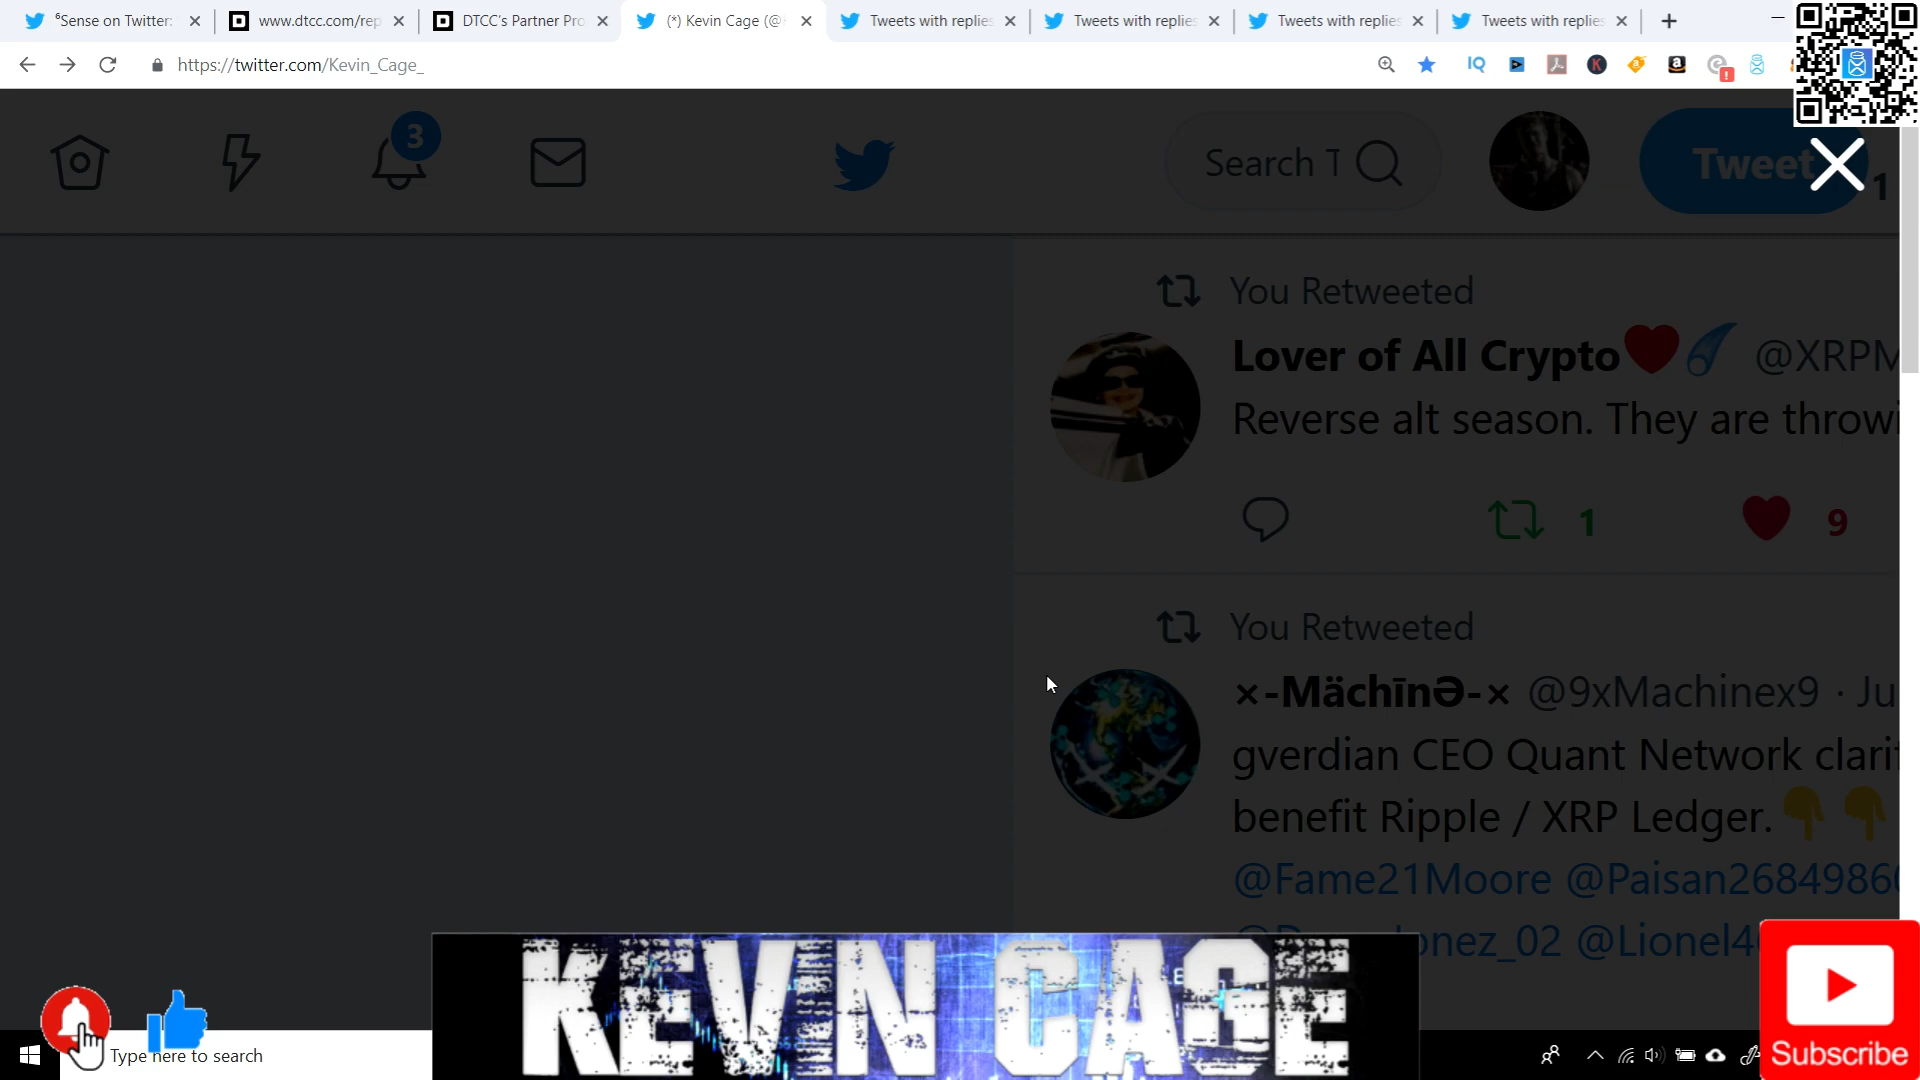 ⁶Sense on Twitter:
www.dtcc.com/rep
DTCC's Partner Pro
(*) Kevin Cage (@
Tweets with replies
Tweets with replies
Tweets with replies
Tweets with replies
https://twitter.com/Kevin_Cage_
IQ
3
Search T
Tweet
1
You Retweeted
Lover of All Crypto @XRPM
Reverse alt season. They are throwi
1
9
You Retweeted
×-MächīnƏ-× @9xMachinex9 · Ju
gverdian CEO Quant Network clari
benefit Ripple / XRP Ledger.
@Fame21Moore @Paisan2684986
onez_02 @Lionel4
KEVIN CAGE
Type here to search
Subscribe